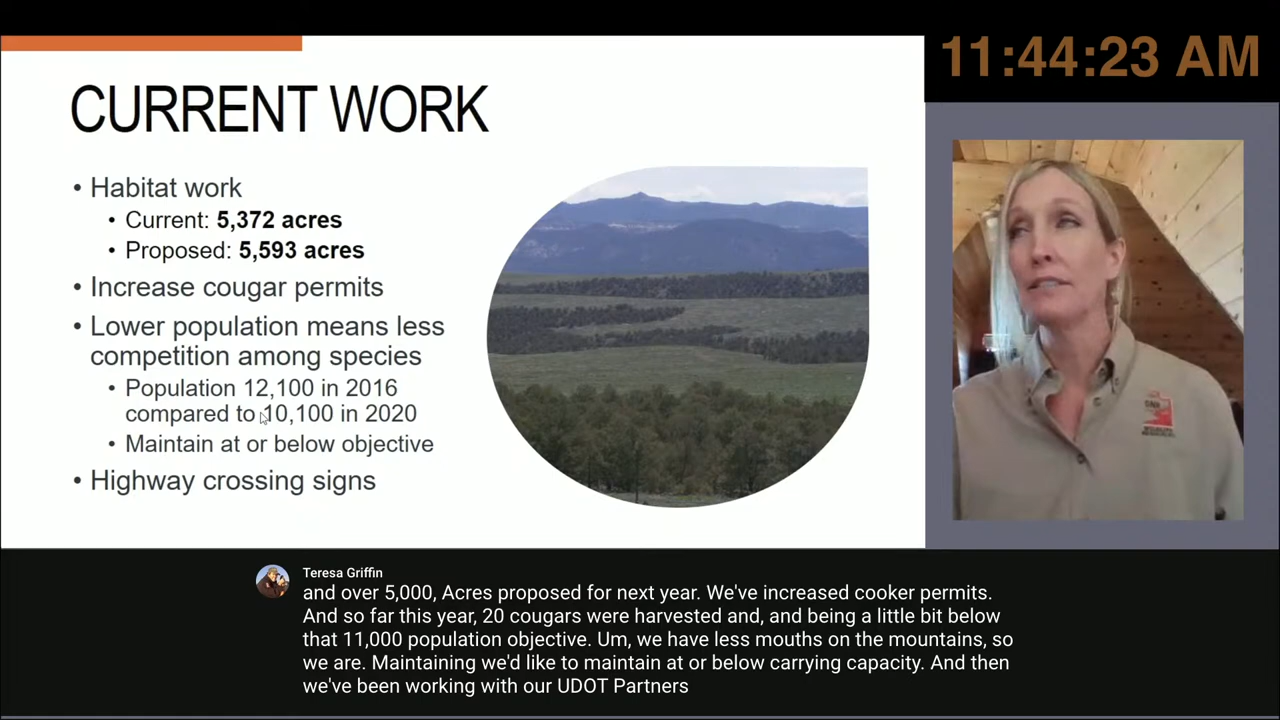 11:44:23 AM
CURRENT WORK
• Habitat work
• Current: 5,372 acres
• Proposed: 5,593 acres
• Increase cougar permits
• Lower population means less
competition among species
• Population 12,100 in 2016
compared to 10,100 in 2020
• Maintain at or below objective
• Highway crossing signs
Teresa Griffin
and over 5,000, Acres proposed for next year. We've increased cooker permits.
And so far this year, 20 cougars were harvested and, and being a little bit below
that 11,000 population objective. Um, we have less mouths on the mountains, so
we are. Maintaining we'd like to maintain at or below carrying capacity. And then
we've been working with our UDOT Partners